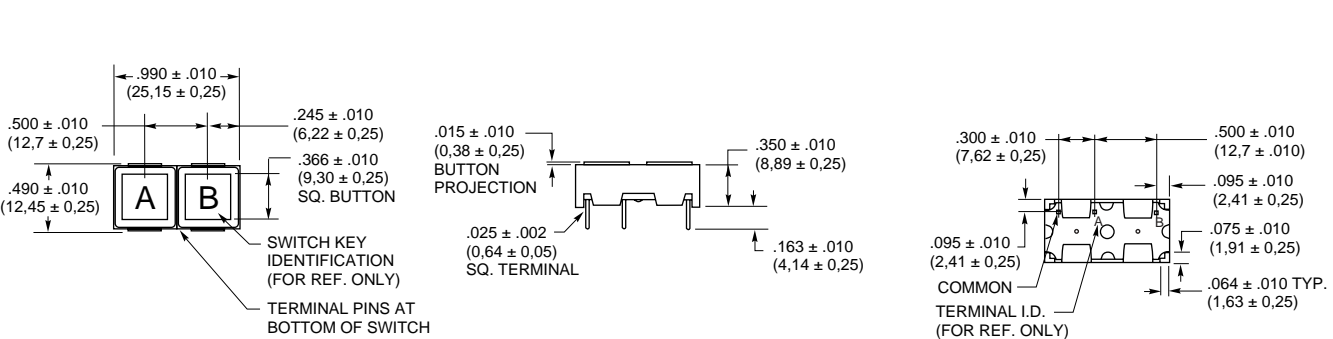 .990 ± .010
(25,15 ± 0,25)
.500 ± .010
(12,7 ± 0,25)
.245 ± .010
(6,22 ± 0,25)
.366 ± .010
(9,30 ± 0,25)
SQ. BUTTON
.490 ± .010
(12,45 ± 0,25)
A
B
SWITCH KEY
IDENTIFICATION
(FOR REF. ONLY)
TERMINAL PINS AT
BOTTOM OF SWITCH
.015 ± .010
(0,38 ± 0,25)
BUTTON
PROJECTION
.350 ± .010
(8,89 ± 0,25)
.025 ± .002
(0,64 ± 0,05)
SQ. TERMINAL
.163 ± .010
(4,14 ± 0,25)
.300 ± .010
(7,62 ± 0,25)
.500 ± .010
(12,7 ± .010)
.095 ± .010
(2,41 ± 0,25)
A
B
.095 ± .010
(2,41 ± 0,25)
.075 ± .010
(1,91 ± 0,25)
COMMON
.064 ± .010 TYP.
(1,63 ± 0,25)
TERMINAL I.D.
(FOR REF. ONLY)